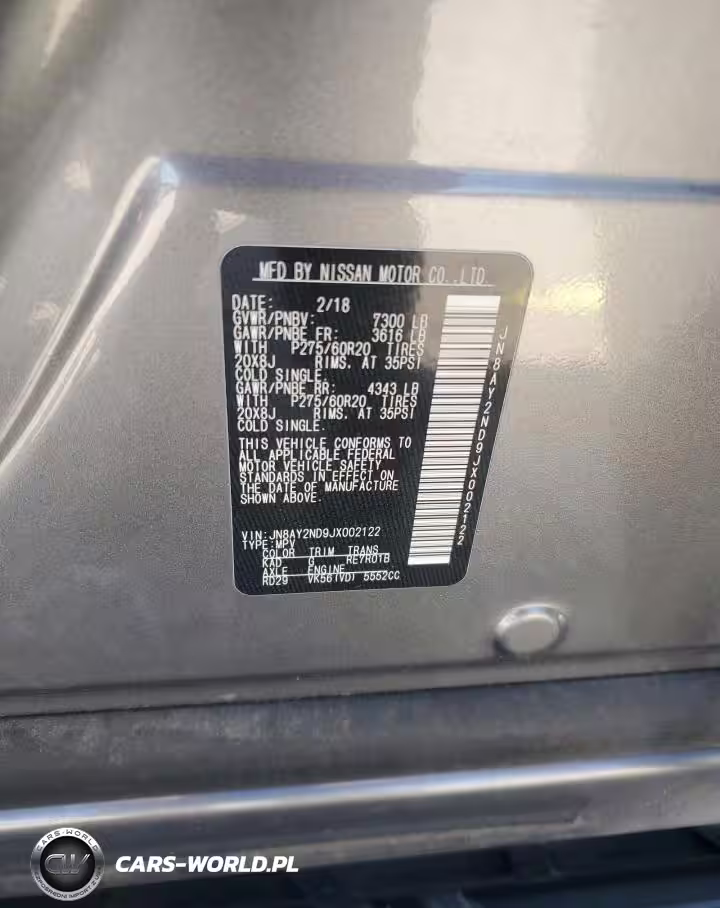 MFD BY NISSAN MOTOR CO.,LTD.
DATE: 2/18
GVWR/PNBV: 7300 LB
GAWR/PNBE FR: 3616 LB
WITH P275/60R20 TIRES
20X8J RIMS. AT 35PSI
COLD SINGLE.
GAWR/PNBE RR: 4343 LB
WITH P275/60R20 TIRES
20X8J RIMS. AT 35PSI
COLD SINGLE.
THIS VEHICLE CONFORMS TO
ALL APPLICABLE FEDERAL
MOTOR VEHICLE SAFETY
STANDARDS IN EFFECT ON
THE DATE OF MANUFACTURE
SHOWN ABOVE.
VIN:JN8AY2ND9JX002122
TYPE:MPV
COLOR TRIM TRANS
KAD G RE7R01B
AXLE ENGINE
RD29 VK56(VD) 5552CC
JN8AY2ND9JX002122
CARS-WORLD
CW
CARS-WORLD.PL